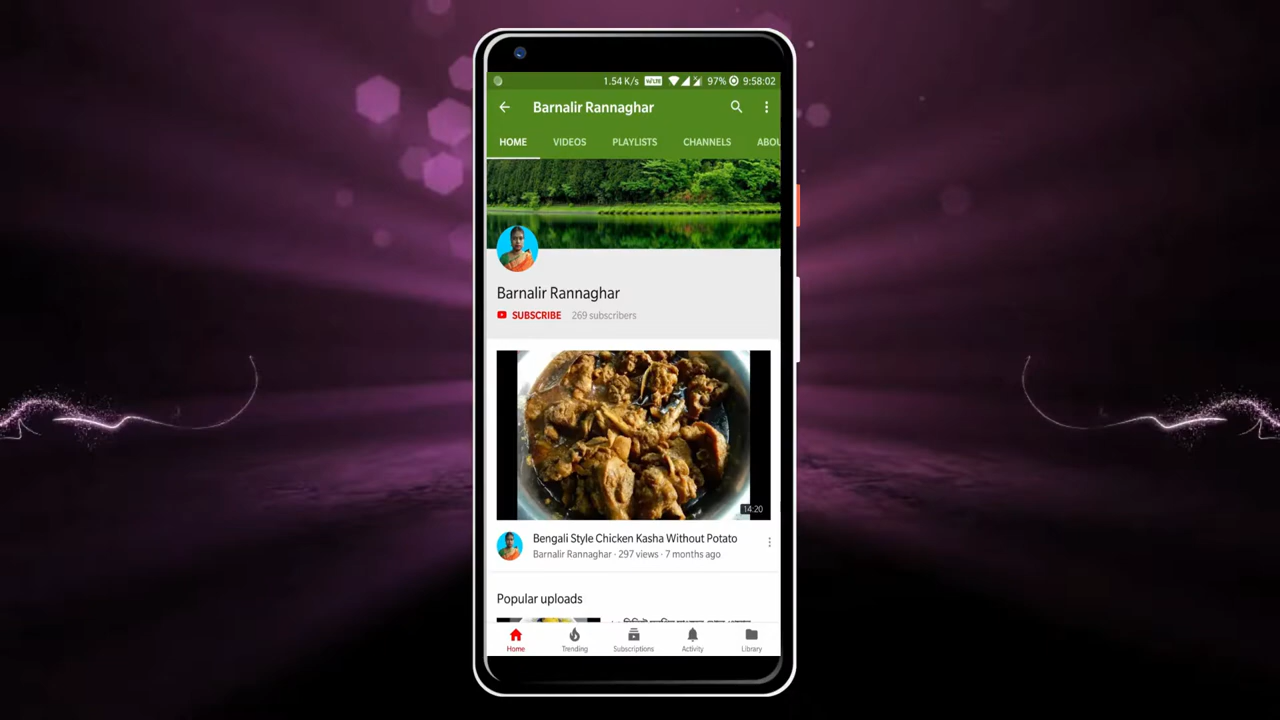 1.54 K/s VoLTE 97% 9:58:02
Barnalir Rannaghar
HOME VIDEOS PLAYLISTS CHANNELS ABOU
Barnalir Rannaghar
SUBSCRIBE 269 subscribers
14:20
Bengali Style Chicken Kasha Without Potato
Barnalir Rannaghar · 297 views · 7 months ago
Popular uploads
Home Trending Subscriptions Activity Library